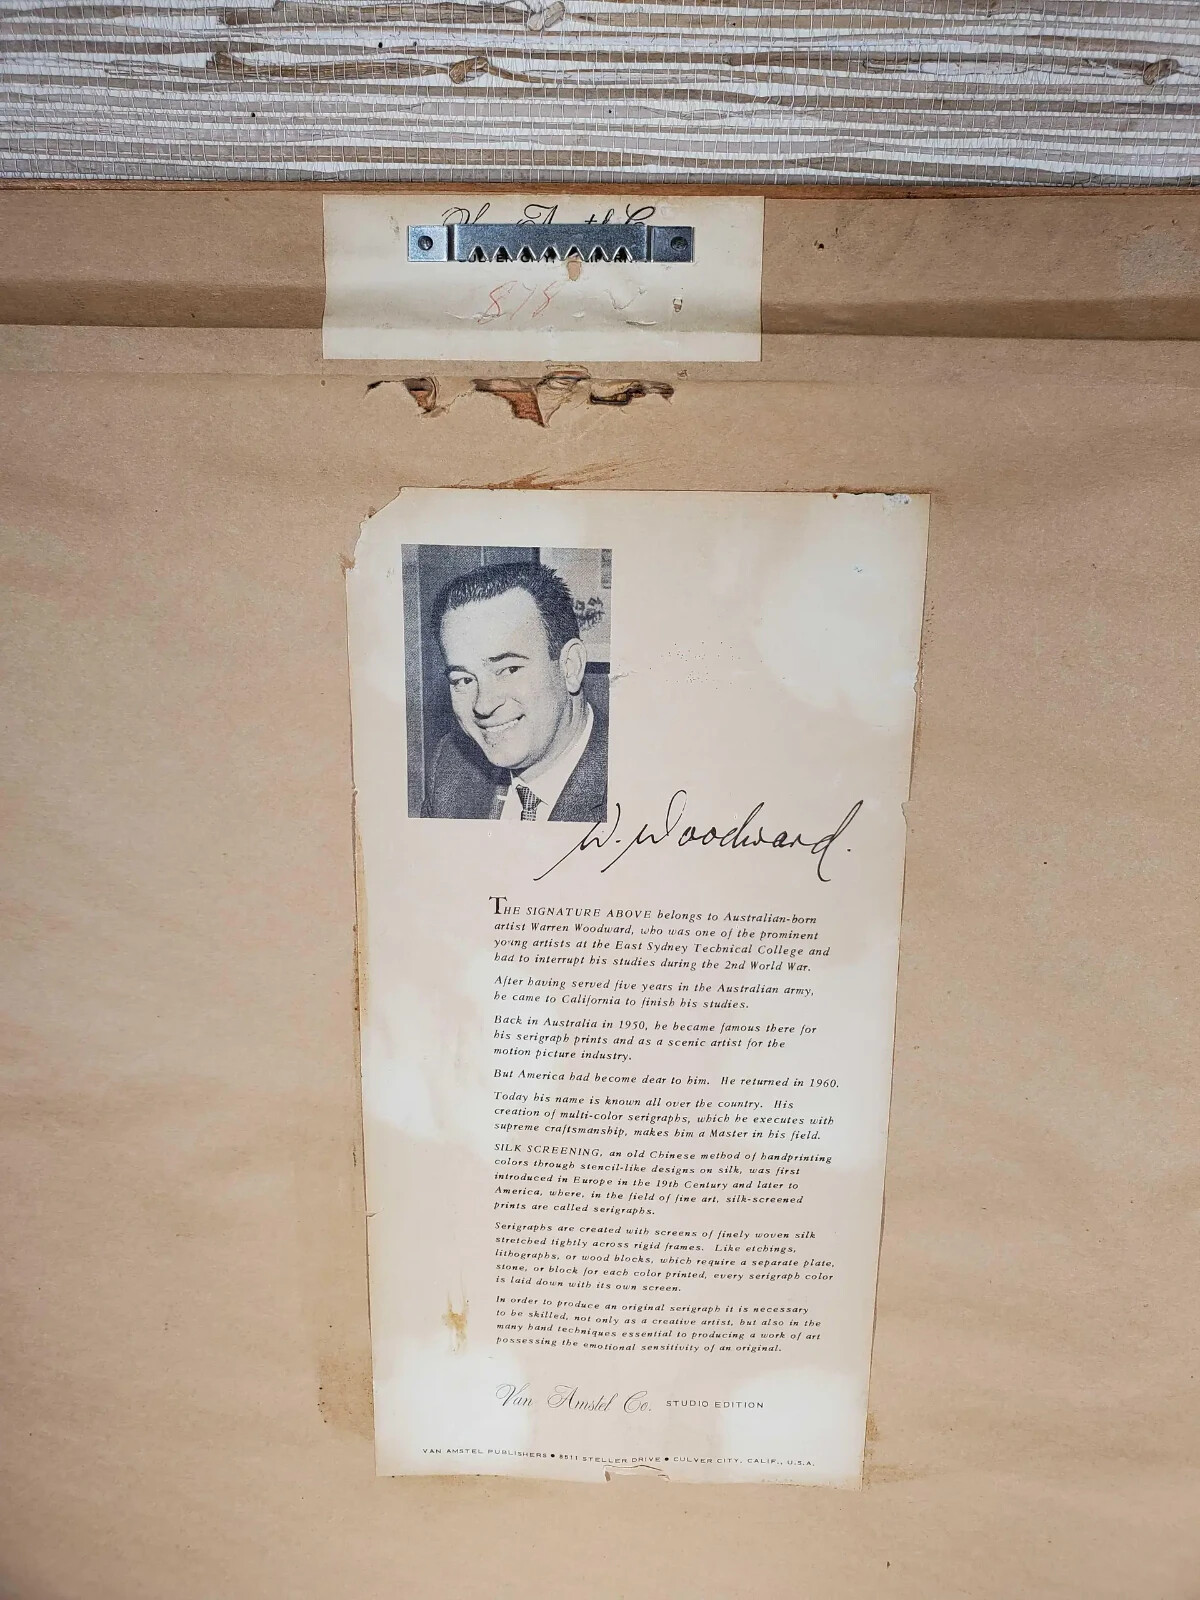 CULVER CITY, CALIFORNIA
878
W. Woodward.
THE SIGNATURE ABOVE belongs to Australian-born
artist Warren Woodward, who was one of the prominent
young artists at the East Sydney Technical College and
had to interrupt his studies during the 2nd World War.
After having served five years in the Australian army,
he came to California to finish his studies.
Back in Australia in 1950, he became famous there for
his serigraph prints and as a scenic artist for the
motion picture industry.
But America had become dear to him. He returned in 1960.
Today his name is known all over the country. His
creation of multi-color serigraphs, which he executes with
supreme craftsmanship, makes him a Master in his field.
SILK SCREENING, an old Chinese method of handprinting
colors through stencil-like designs on silk, was first
introduced in Europe in the 19th Century and later to
America, where, in the field of fine art, silk-screened
prints are called serigraphs.
Serigraphs are created with screens of finely woven silk
stretched tightly across rigid frames. Like etchings,
lithographs, or wood blocks, which require a separate plate,
stone, or block for each color printed, every serigraph color
is laid down with its own screen.
In order to produce an original serigraph it is necessary
to be skilled, not only as a creative artist, but also in the
many hand techniques essential to producing a work of art
possessing the emotional sensitivity of an original.
Van Amstel Co. STUDIO EDITION
VAN AMSTEL PUBLISHERS • 8511 STELLER DRIVE • CULVER CITY, CALIF., U.S.A.